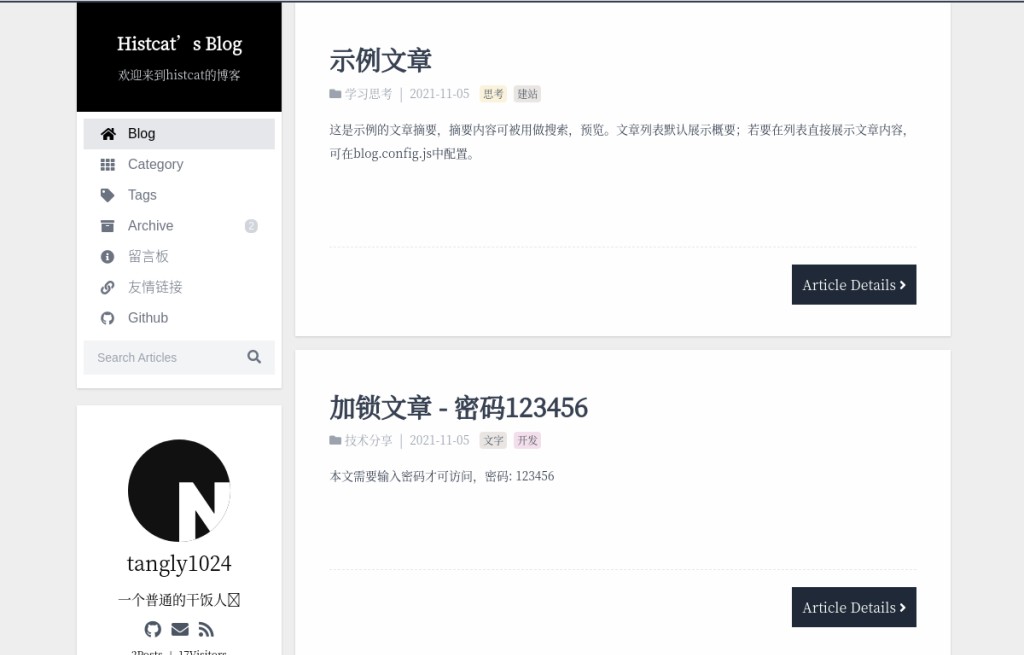 Histcat’s Blog
欢迎来到histcat的博客
Blog
Category
Tags
Archive 2
留言板
友情链接
Github
Search Articles
tangly1024
一个普通的干饭人
2Posts | 17Visitors
示例文章
学习思考 | 2021-11-05 思考 建站
这是示例的文章摘要，摘要内容可被用做搜索，预览。文章列表默认展示概要；若要在列表直接展示文章内容，
可在blog.config.js中配置。
Article Details
加锁文章 - 密码123456
技术分享 | 2021-11-05 文字 开发
本文需要输入密码才可访问，密码: 123456
Article Details